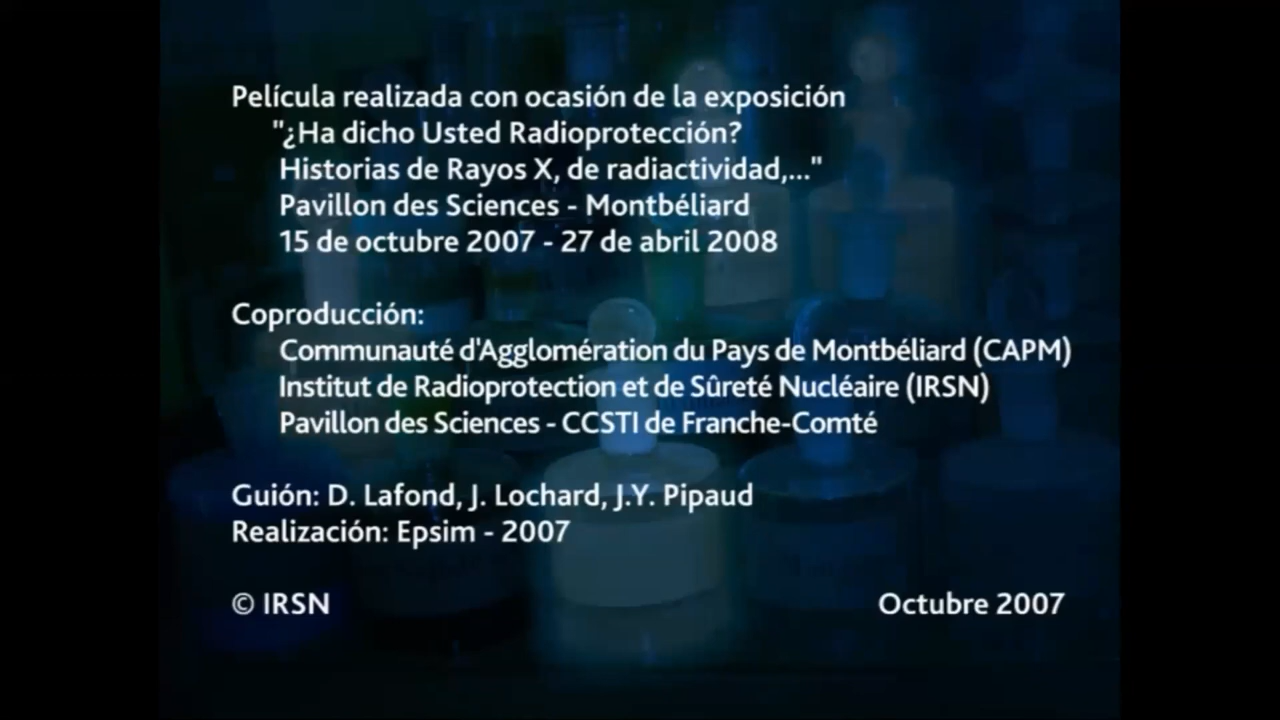 Película realizada con ocasión de la exposición
"¿Ha dicho Usted Radioprotección?
Historias de Rayos X, de radiactividad,..."
Pavillon des Sciences - Montbéliard
15 de octubre 2007 - 27 de abril 2008
Coproducción:
Communauté d'Agglomération du Pays de Montbéliard (CAPM)
Institut de Radioprotection et de Sûreté Nucléaire (IRSN)
Pavillon des Sciences - CCSTI de Franche-Comté
Guión: D. Lafond, J. Lochard, J.Y. Pipaud
Realización: Epsim - 2007
© IRSN
Octubre 2007